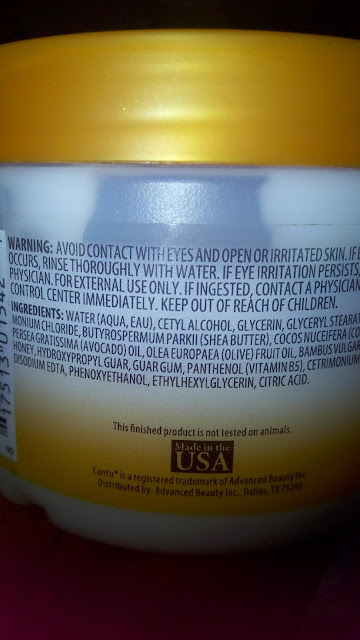 WARNING: AVOID CONTACT WITH EYES AND OPEN OR IRRITATED SKIN. IF E
OCCURS, RINSE THOROUGHLY WITH WATER. IF EYE IRRITATION PERSISTS
PHYSICIAN. FOR EXTERNAL USE ONLY. IF INGESTED, CONTACT A PHYSICIAN
CONTROL CENTER IMMEDIATELY. KEEP OUT OF REACH OF CHILDREN.
INGREDIENTS: WATER (AQUA, EAU), CETYL ALCOHOL, GLYCERIN, GLYCERYL STEARAT
MONIUM CHLORIDE, BUTYROSPERMUM PARKII (SHEA BUTTER), COCOS NUCIFERA (CO
PERSEA GRATISSIMA (AVOCADO) OIL, OLEA EUROPAEA (OLIVE) FRUIT OIL, BAMBUS VULGAR
HONEY, HYDROXYPROPYL GUAR, GUAR GUM, PANTHENOL (VITAMIN B5), CETRIMONIUM
DISODIUM EDTA, PHENOXYETHANOL, ETHYLHEXYLGLYCERIN, CITRIC ACID.
17513 01542
8
This finished product is not tested on animals.
Made in the
USA
Cantu® is a registered trademark of Advanced Beauty Inc.
Distributed by: Advanced Beauty Inc., Dallas, TX 75240